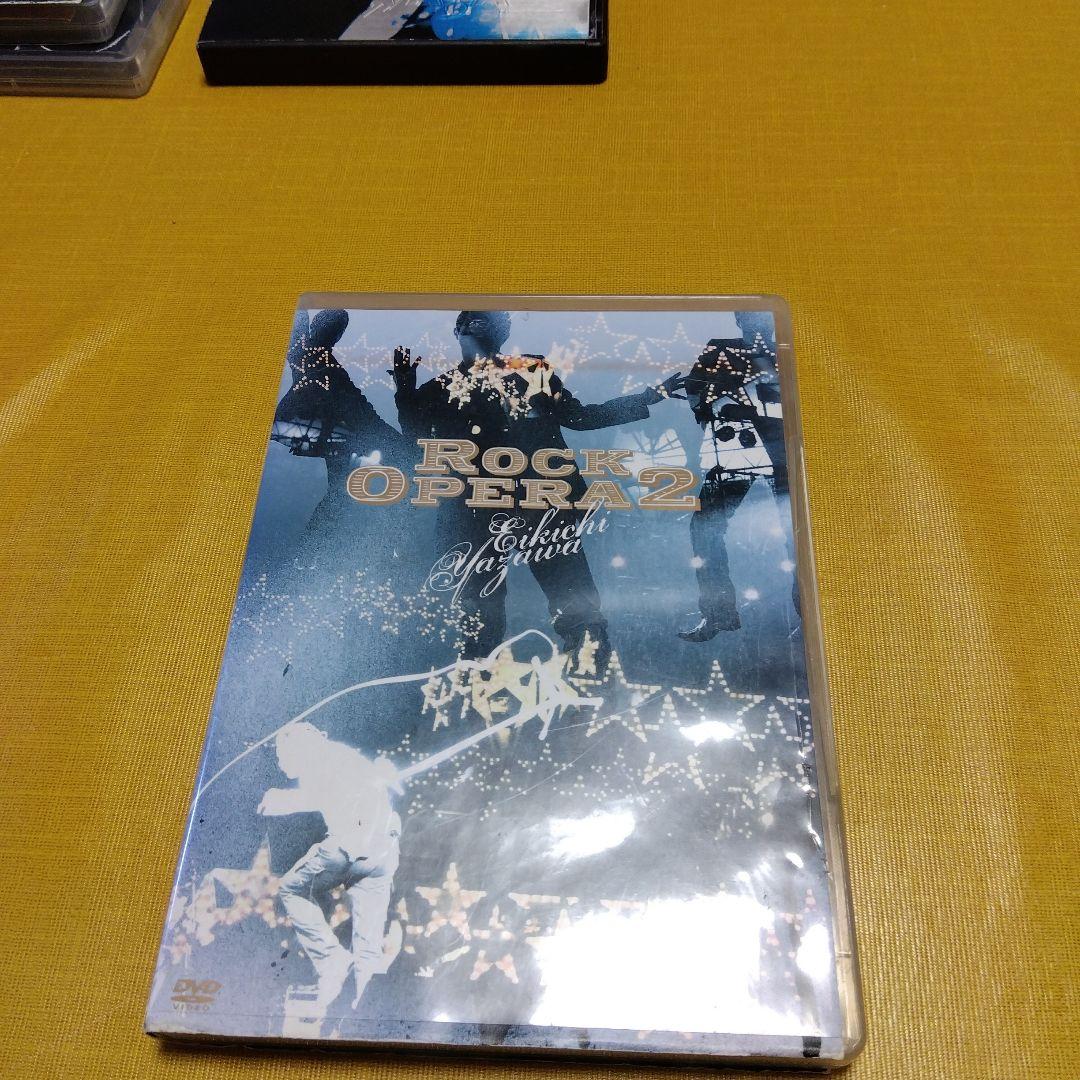 ROCK
OPERA 2
Eikichi
Yazawa
DVD
VIDEO